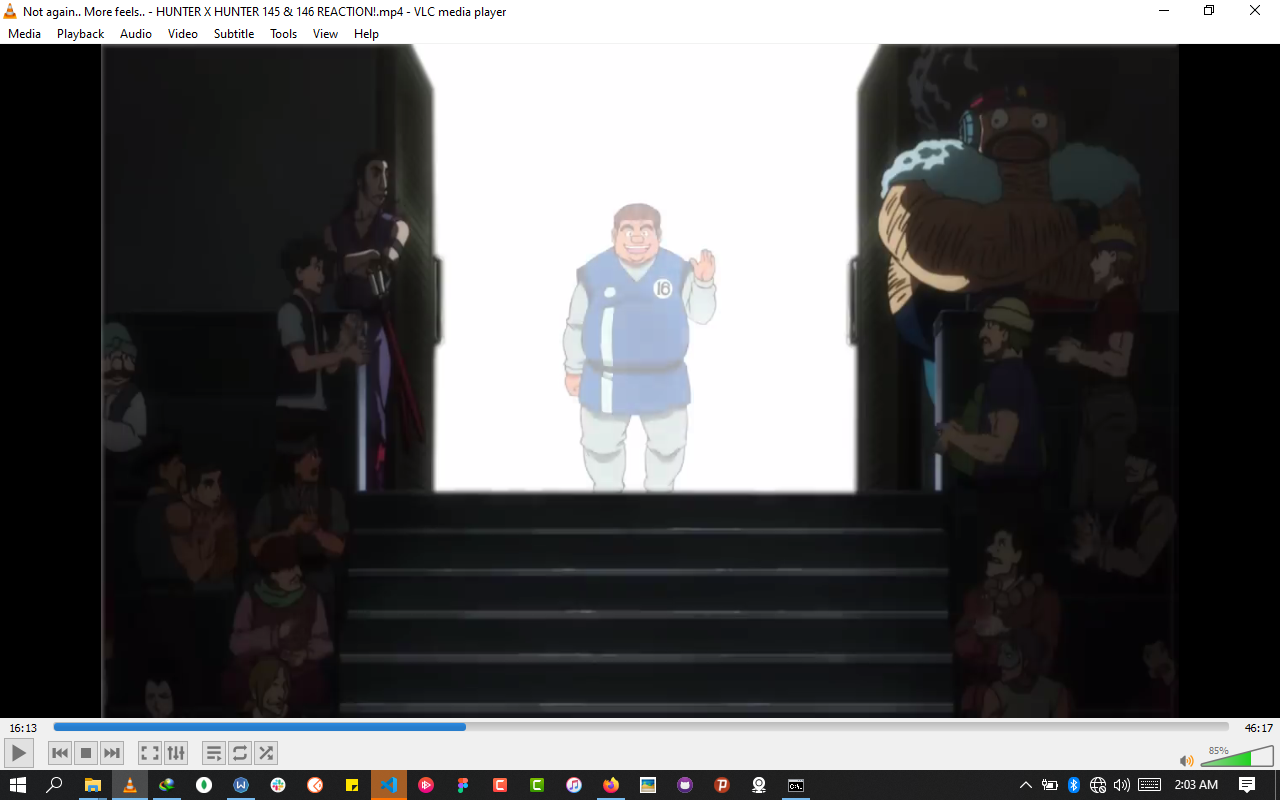 Not again.. More feels.. - HUNTER X HUNTER 145 & 146 REACTION!.mp4 - VLC media player
Media Playback Audio Video Subtitle Tools View Help
16
16:13 46:17
85%
2:03 AM